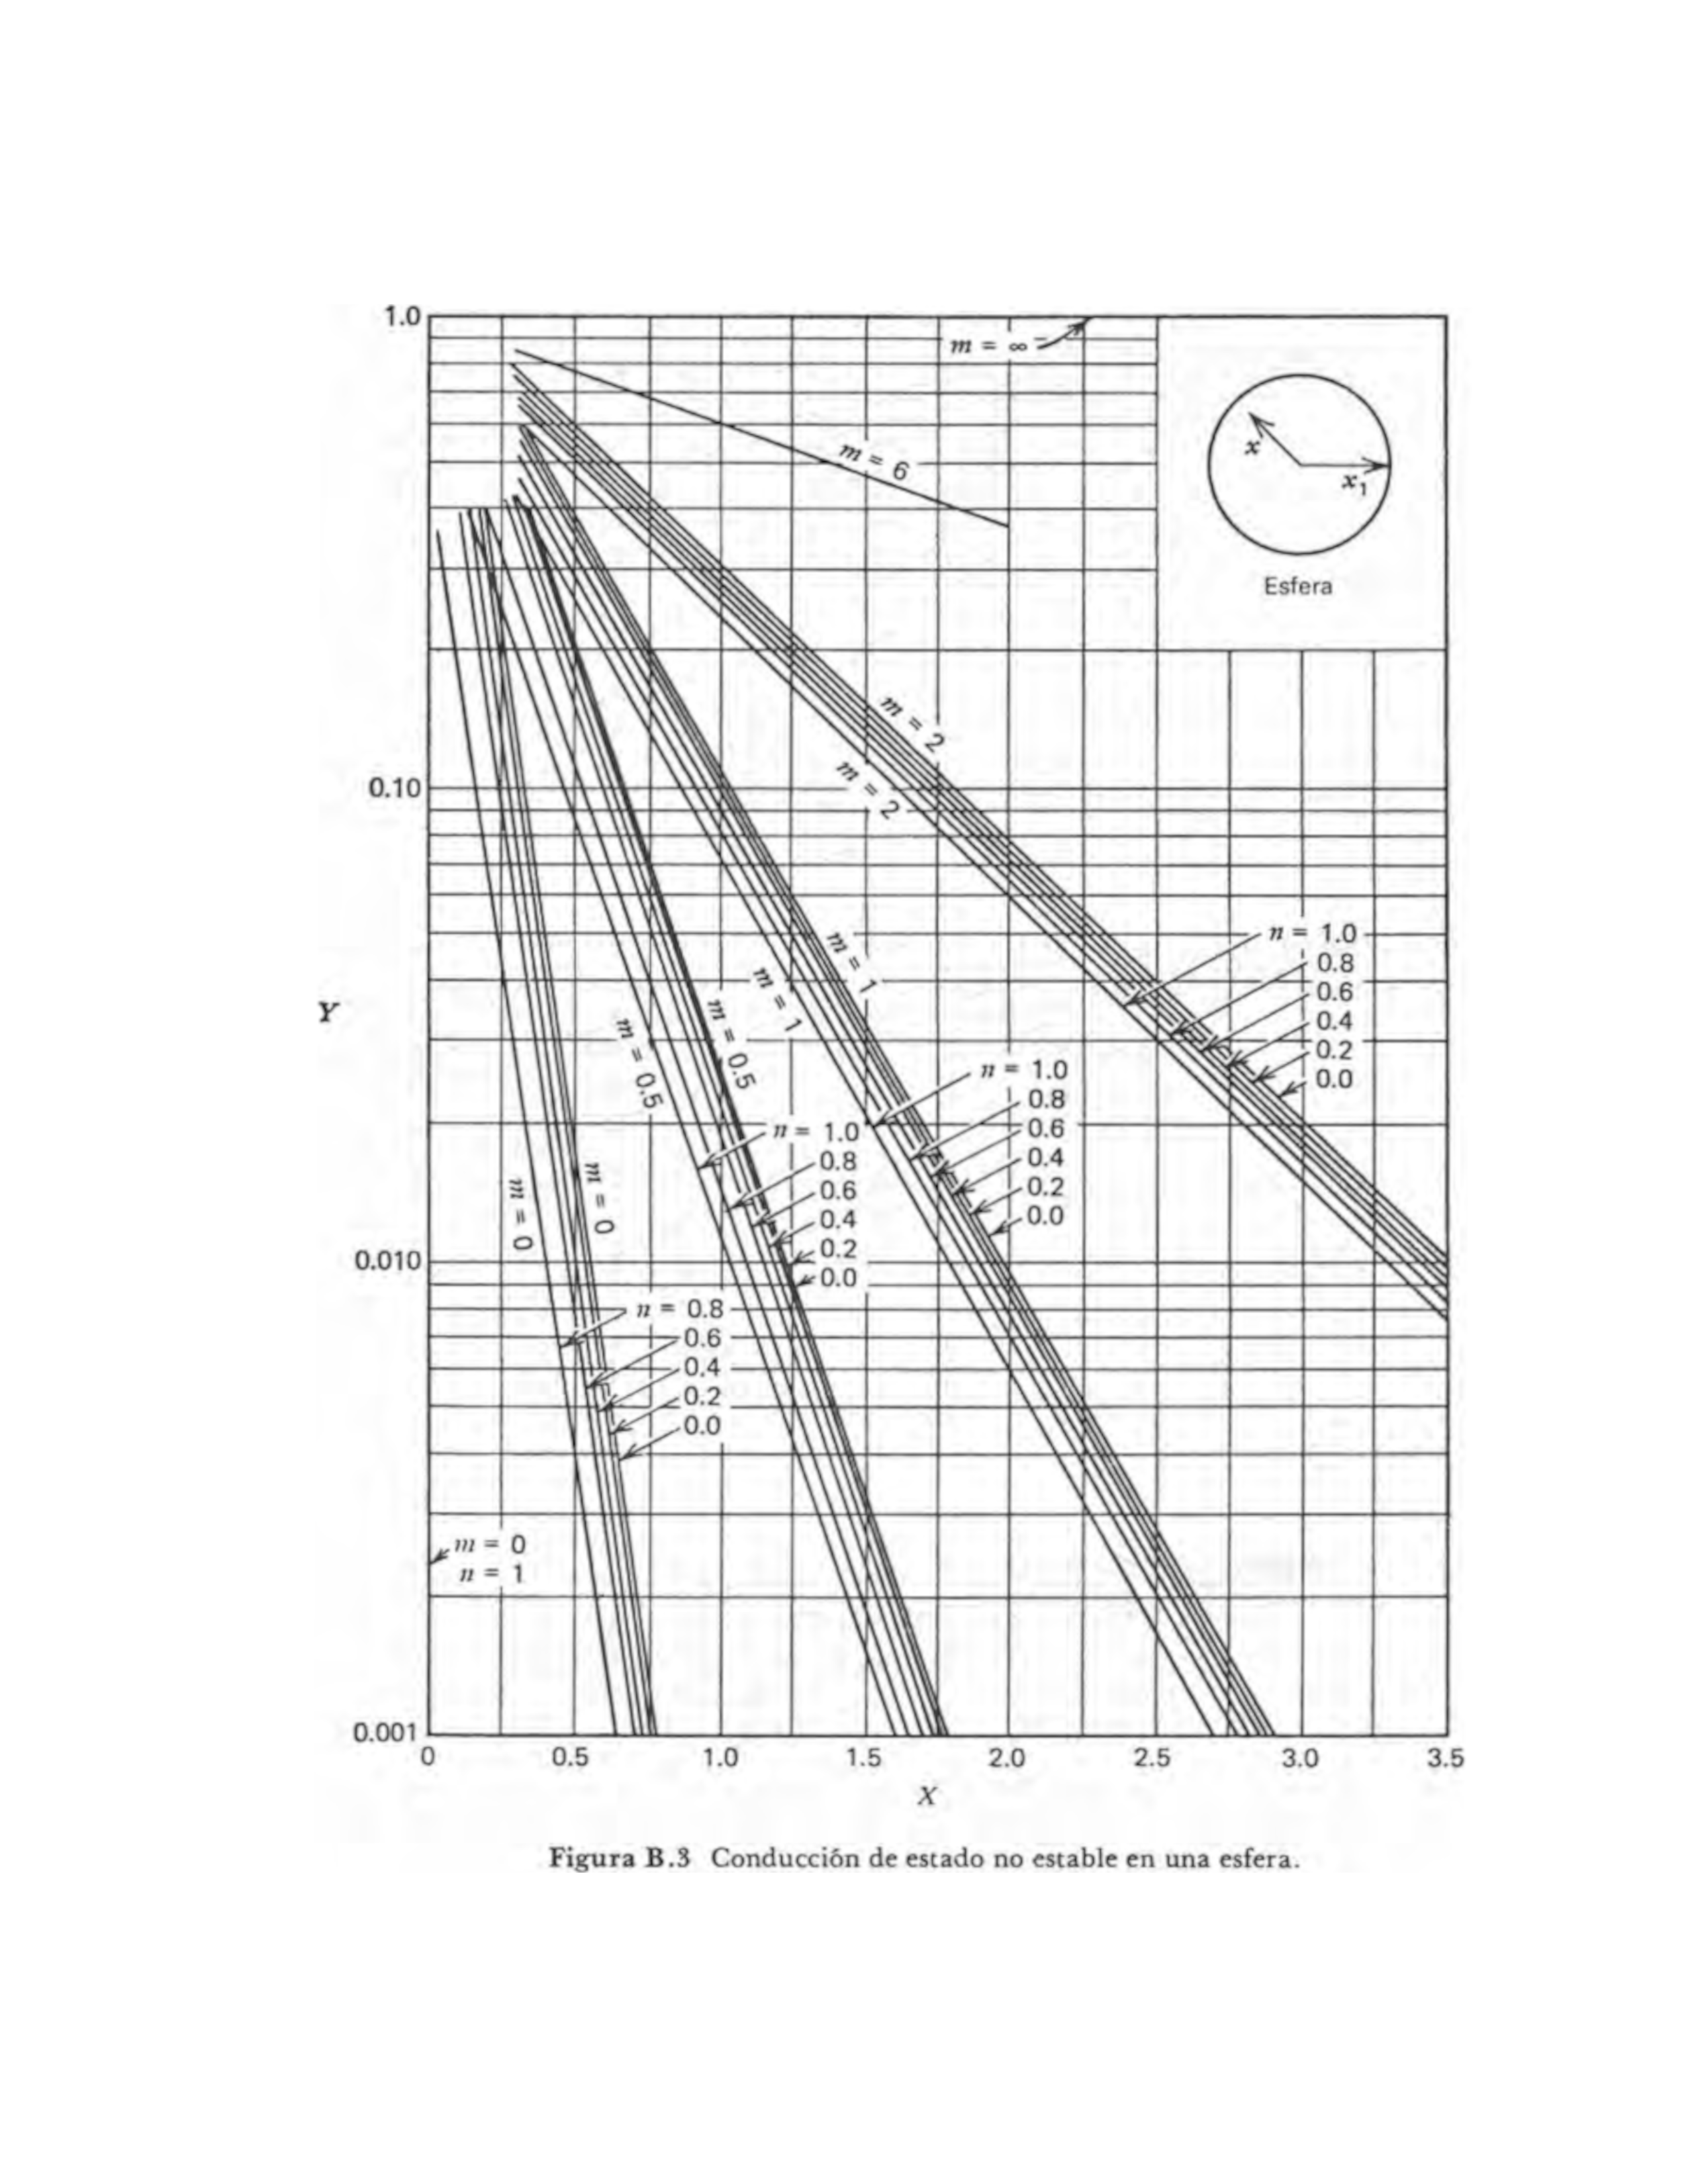 1.0
m = ∞
m = 6
x
x1
Esfera
m = 2
m = 2
0.10
n = 1.0
0.8
0.6
0.4
0.2
0.0
m = 1
m = 1
Y
m = 0.5
m = 0.5
n = 1.0
0.8
0.6
0.4
0.2
0.0
n = 1.0
0.8
0.6
0.4
0.2
0.0
m = 0
m = 0
0.010
n = 0.8
0.6
0.4
0.2
0.0
m = 0
n = 1
0.001
0 0.5 1.0 1.5 2.0 2.5 3.0 3.5
X
Figura B.3 Conducción de estado no estable en una esfera.